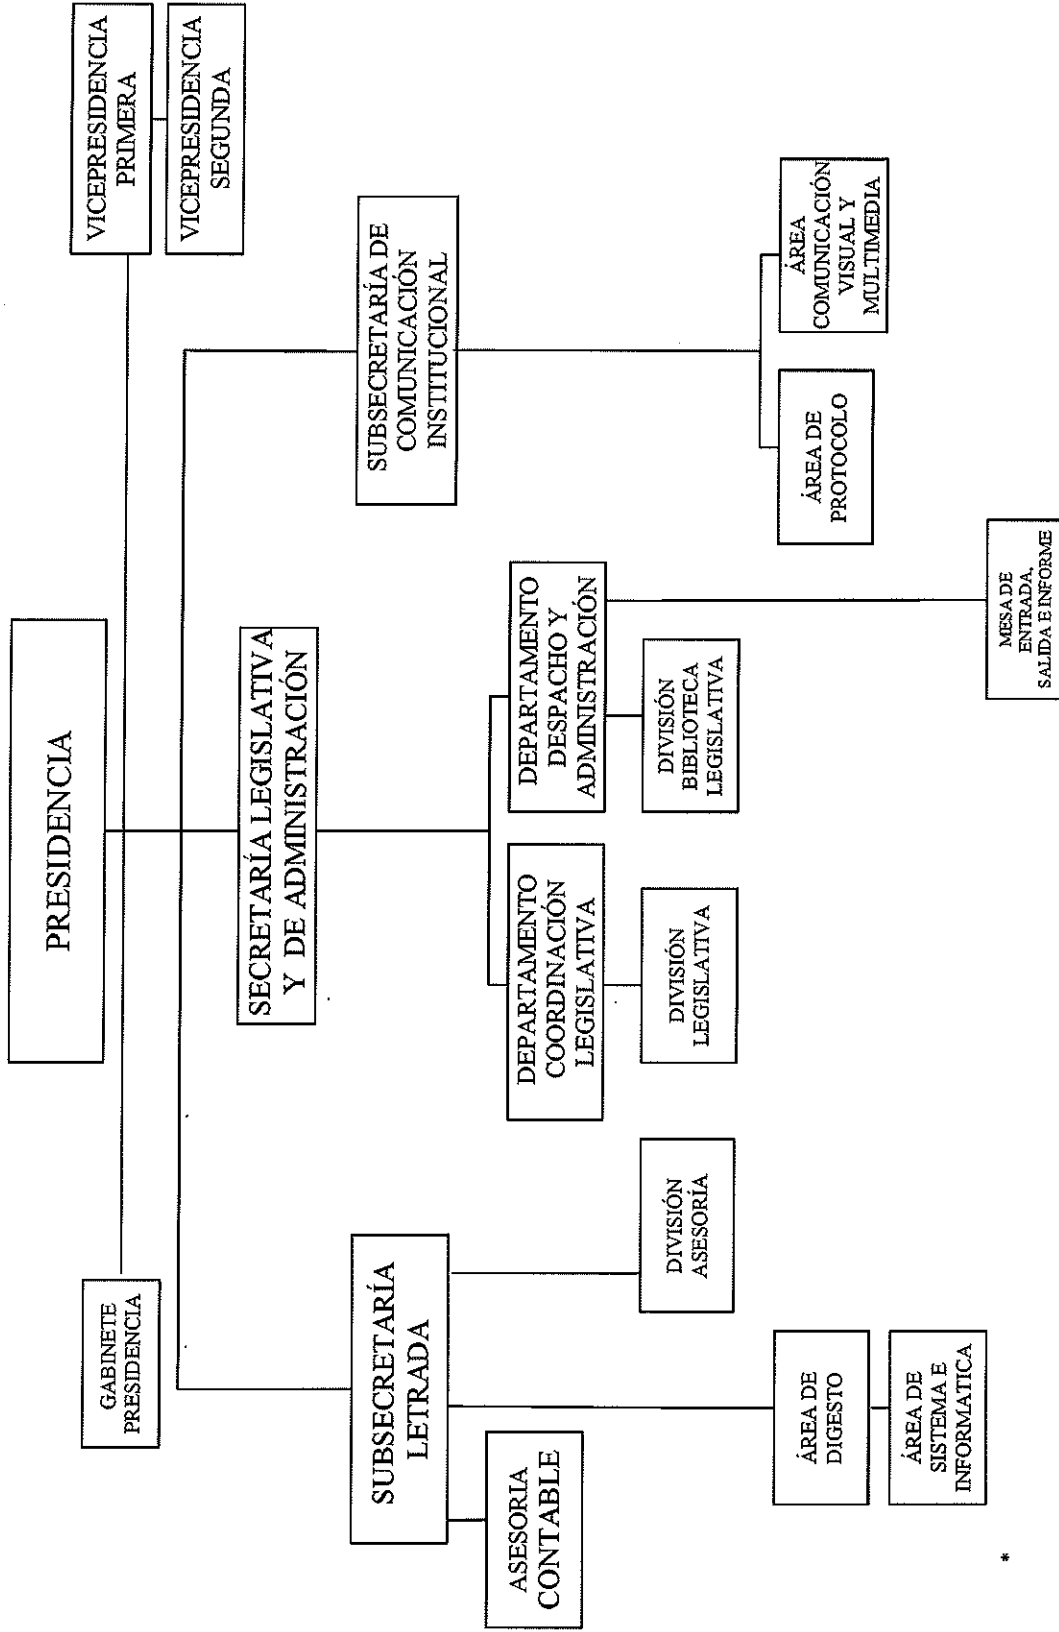 PRESIDENCIA
GABINETE
PRESIDENCIA
VICEPRESIDENCIA
PRIMERA
VICEPRESIDENCIA
SEGUNDA
SECRETARÍA LEGISLATIVA
Y DE ADMINISTRACIÓN
SUBSECRETARÍA
LETRADA
SUBSECRETARÍA DE
COMUNICACIÓN
INSTITUCIONAL
ASESORIA
CONTABLE
DEPARTAMENTO
COORDINACIÓN
LEGISLATIVA
DEPARTAMENTO
DESPACHO Y
ADMINISTRACIÓN
DIVISIÓN
ASESORÍA
DIVISIÓN
LEGISLATIVA
DIVISIÓN
BIBLIOTECA
LEGISLATIVA
ÁREA DE
DIGESTO
ÁREA DE
PROTOCOLO
ÁREA
COMUNICACIÓN
VISUAL Y
MULTIMEDIA
ÁREA DE
SISTEMA E
INFORMATICA
MESA DE
ENTRADA,
SALIDA E INFORME
*